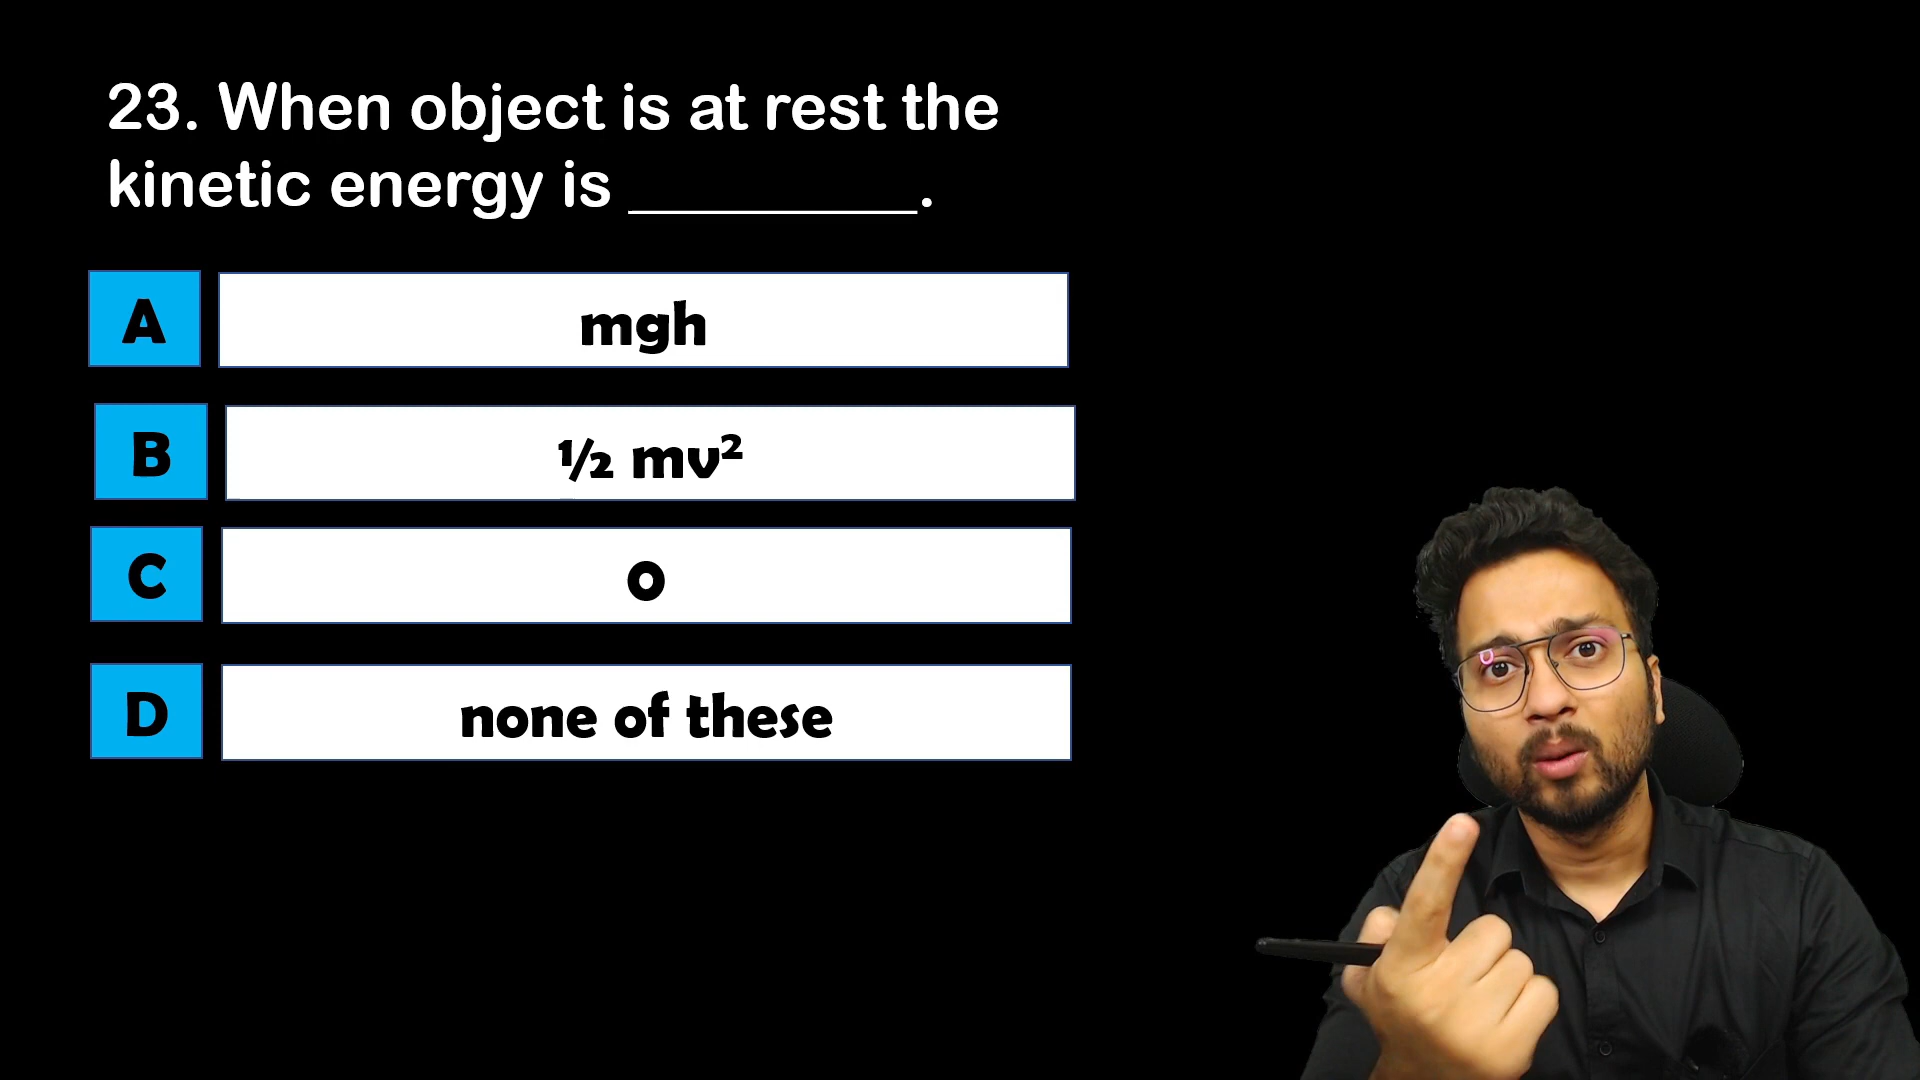 23. When object is at rest the
kinetic energy is _________.
A mgh
B ½ mv²
C 0
D none of these